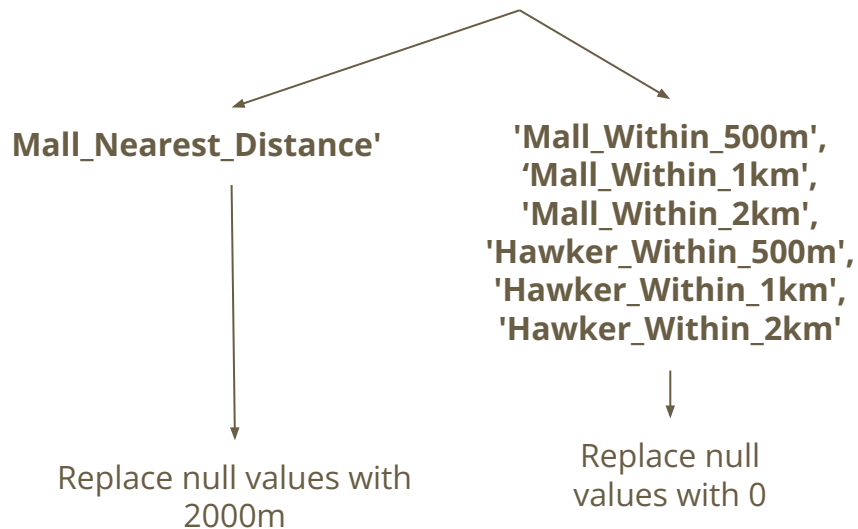 Mall_Nearest_Distance'
Replace null values with
2000m
'Mall_Within_500m',
‘Mall_Within_1km',
'Mall_Within_2km',
'Hawker_Within_500m',
'Hawker_Within_1km',
'Hawker_Within_2km'
Replace null
values with 0